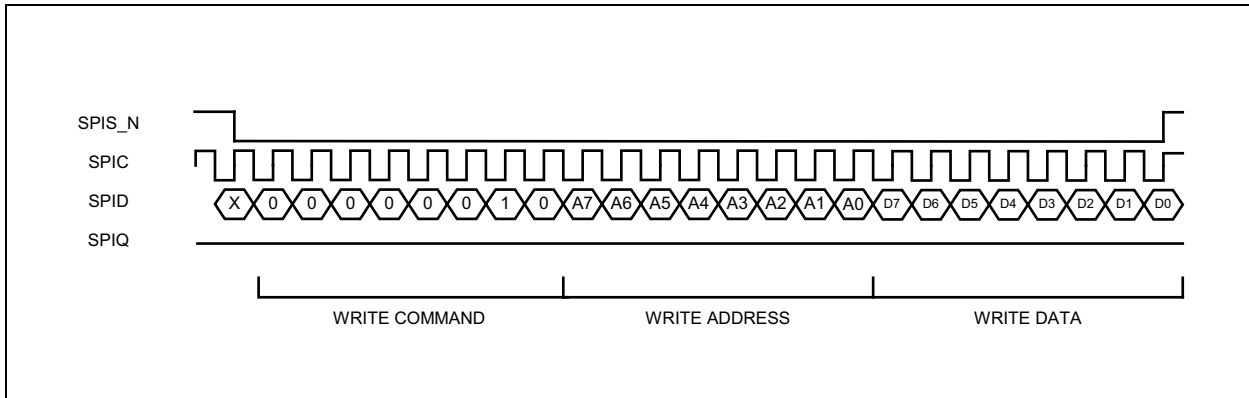 SPIS_N
SPIC
SPID X 0 0 0 0 0 0 1 0 A7 A6 A5 A4 A3 A2 A1 A0 D7 D6 D5 D4 D3 D2 D1 D0
SPIQ
WRITE COMMAND WRITE ADDRESS WRITE DATA